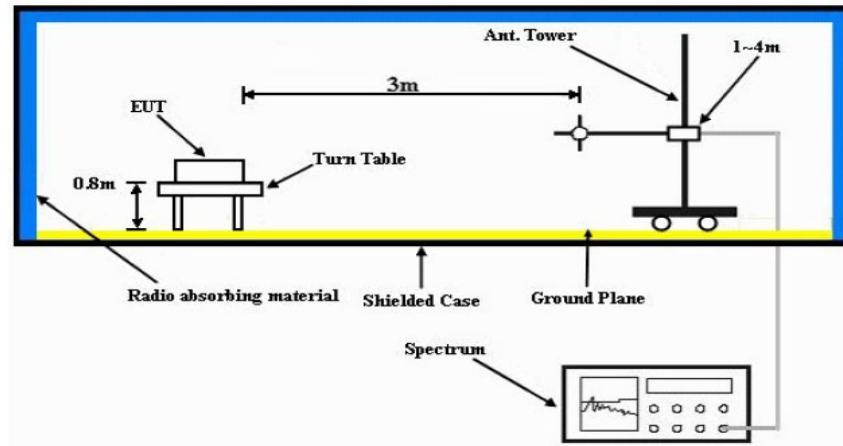 Ant. Tower
1~4m
3m
EUT
Turn Table
0.8m
Radio absorbing material
Shielded Case
Ground Plane
Spectrum